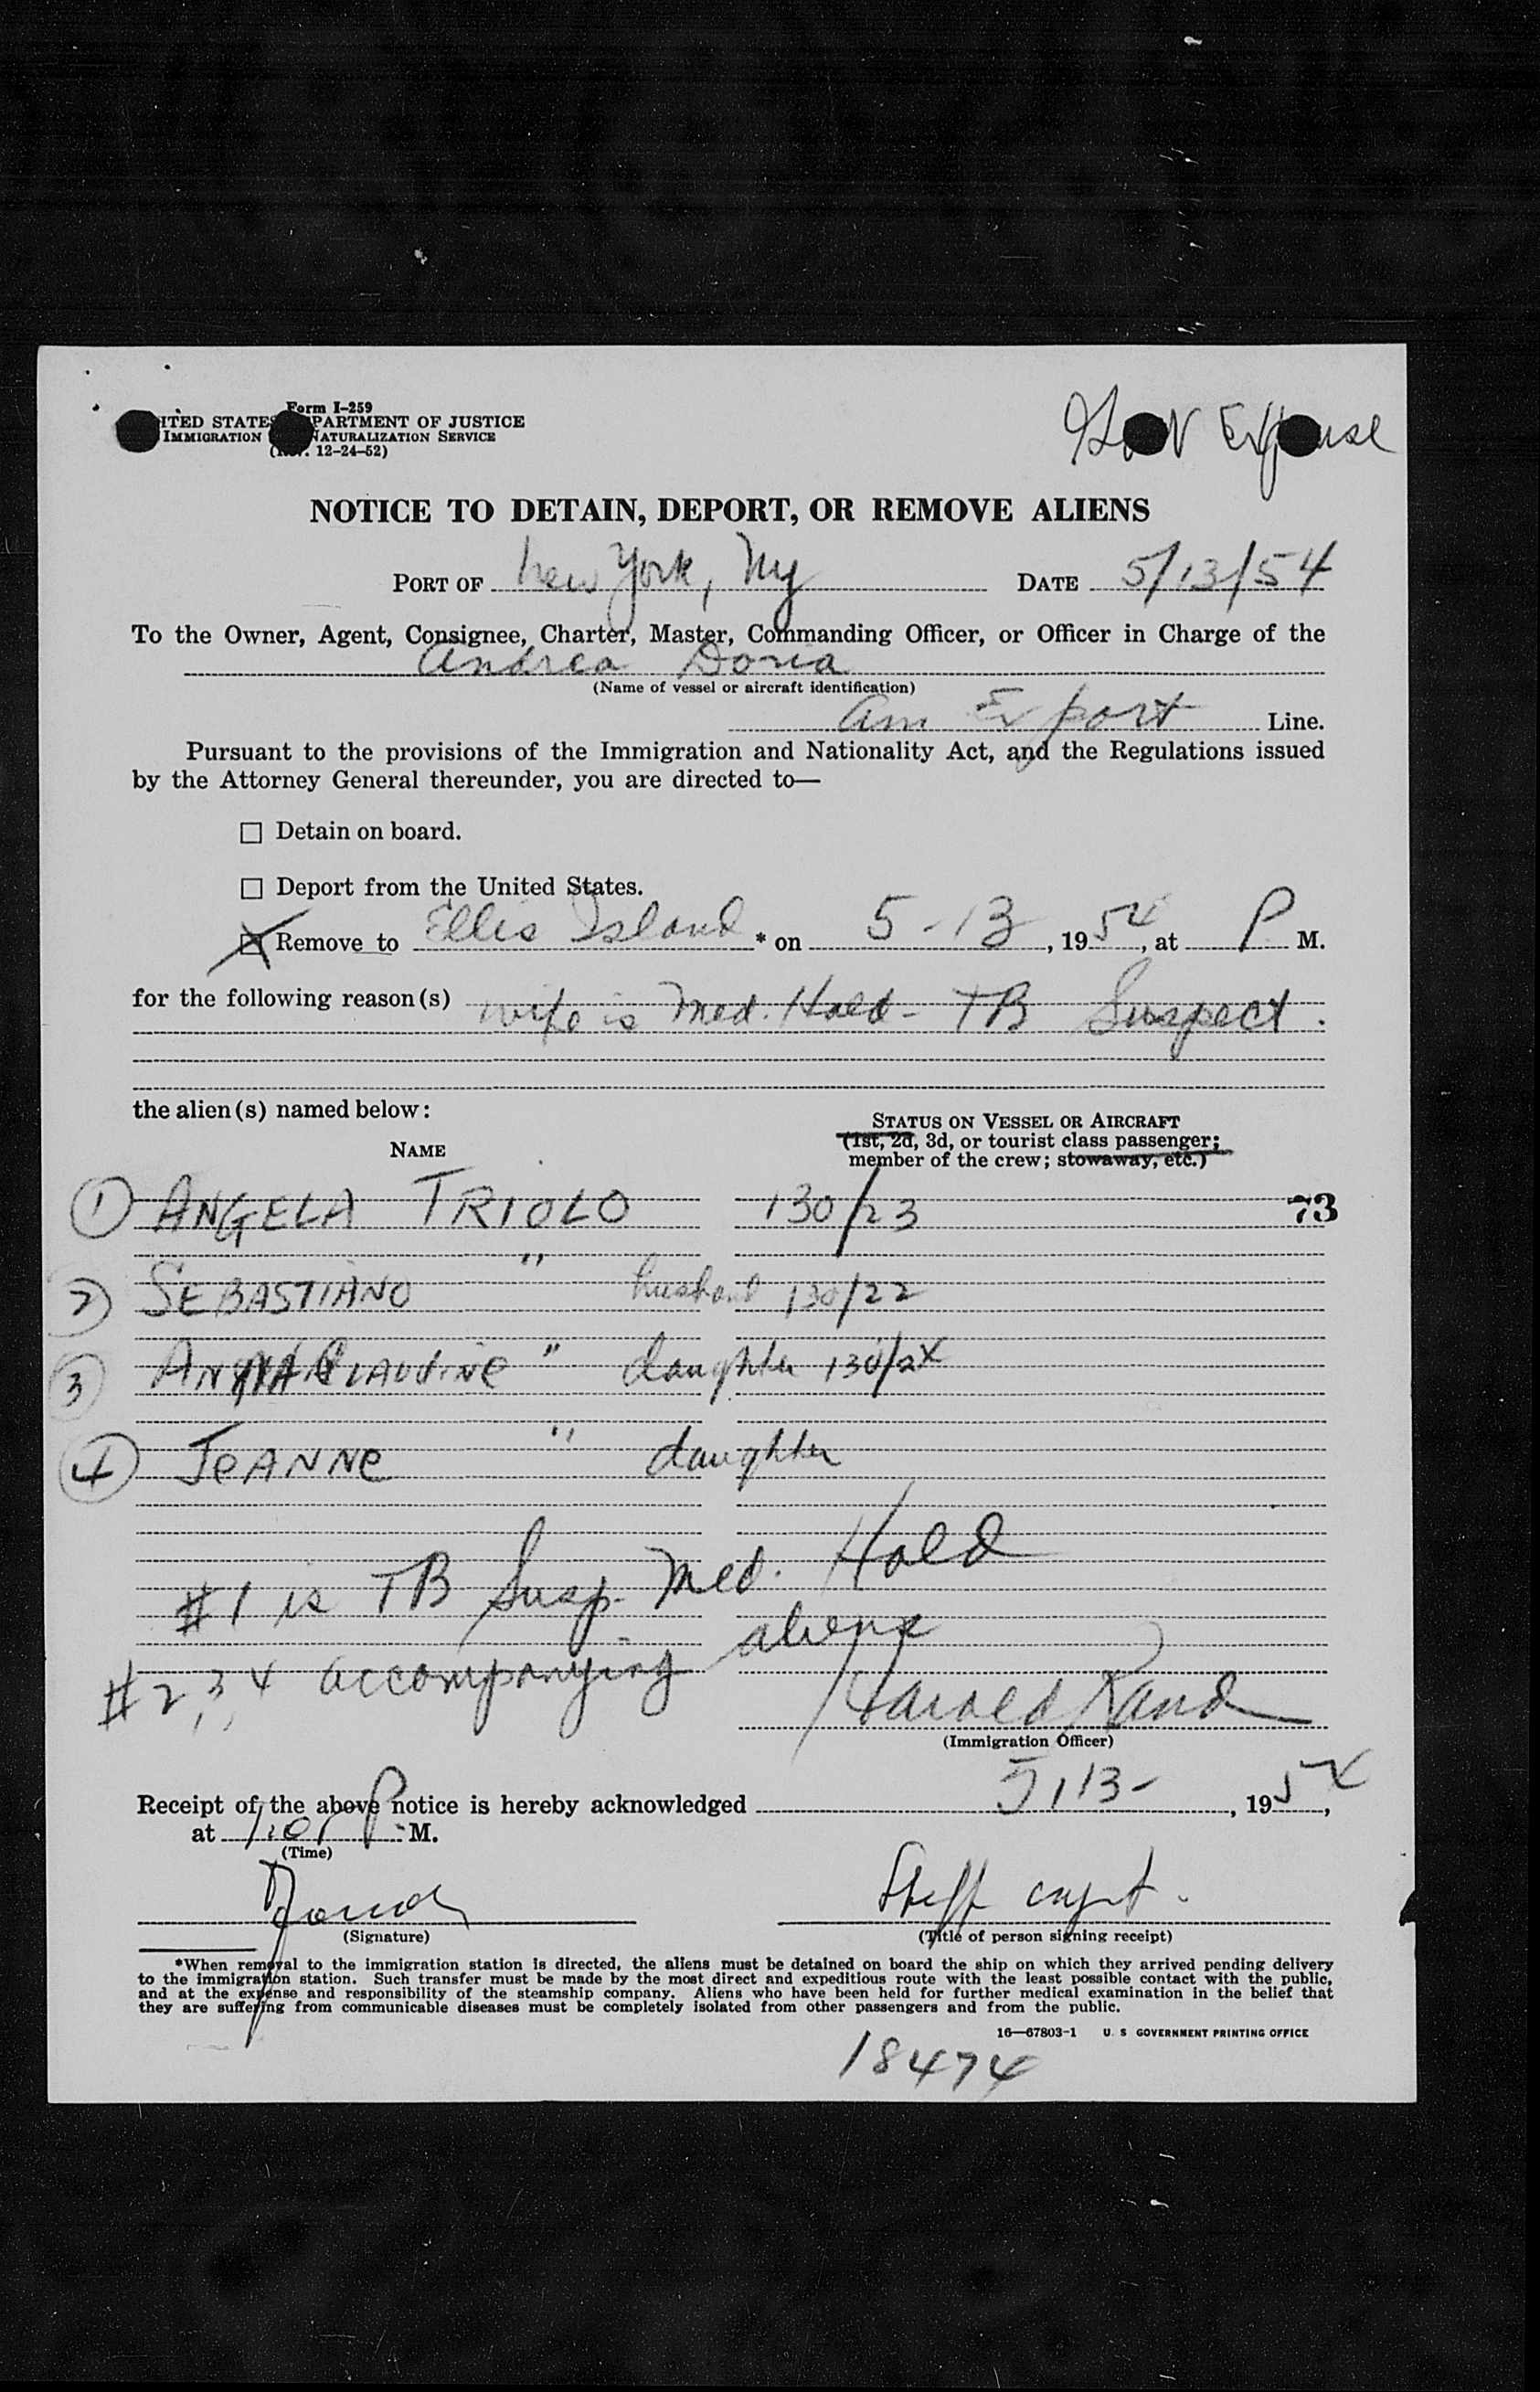 Form I-259
ITED STATES PARTMENT OF JUSTICE
IMMIGRATION NATURALIZATION SERVICE
12-24-52)
Expense
NOTICE TO DETAIN, DEPORT, OR REMOVE ALIENS
PORT OF New York, Ny DATE 5/13/54
To the Owner, Agent, Consignee, Charter, Master, Commanding Officer, or Officer in Charge of the
Andrea Doria
(Name of vessel or aircraft identification)
Am Export Line.
Pursuant to the provisions of the Immigration and Nationality Act, and the Regulations issued
by the Attorney General thereunder, you are directed to—
Detain on board.
Deport from the United States.
Remove to Ellis Island * on 5-13, 1954, at P M.
for the following reason(s) wife is Med. Hold - TB Suspect.
the alien(s) named below:
NAME
STATUS ON VESSEL OR AIRCRAFT
(1st, 2d, 3d, or tourist class passenger;
member of the crew; stowaway, etc.)
1 ANGELA TRIOLO 130/23 73
2 SEBASTIANO " husband 130/22
3 CLAUDINE " daughter 130/24
4 JEANNE " daughter
#1 is TB Susp. Med. Hold
#2, 3, 4 accompanying aliens
Harold Rand
(Immigration Officer)
Receipt of the above notice is hereby acknowledged 5, 13-, 1954,
at 1:01 P. M.
(Time)
Staff capt.
(Signature) (Title of person signing receipt)
*When removal to the immigration station is directed, the aliens must be detained on board the ship on which they arrived pending delivery
to the immigration station. Such transfer must be made by the most direct and expeditious route with the least possible contact with the public,
and at the expense and responsibility of the steamship company. Aliens who have been held for further medical examination in the belief that
they are suffering from communicable diseases must be completely isolated from other passengers and from the public.
16—67803-1 U. S GOVERNMENT PRINTING OFFICE
18474